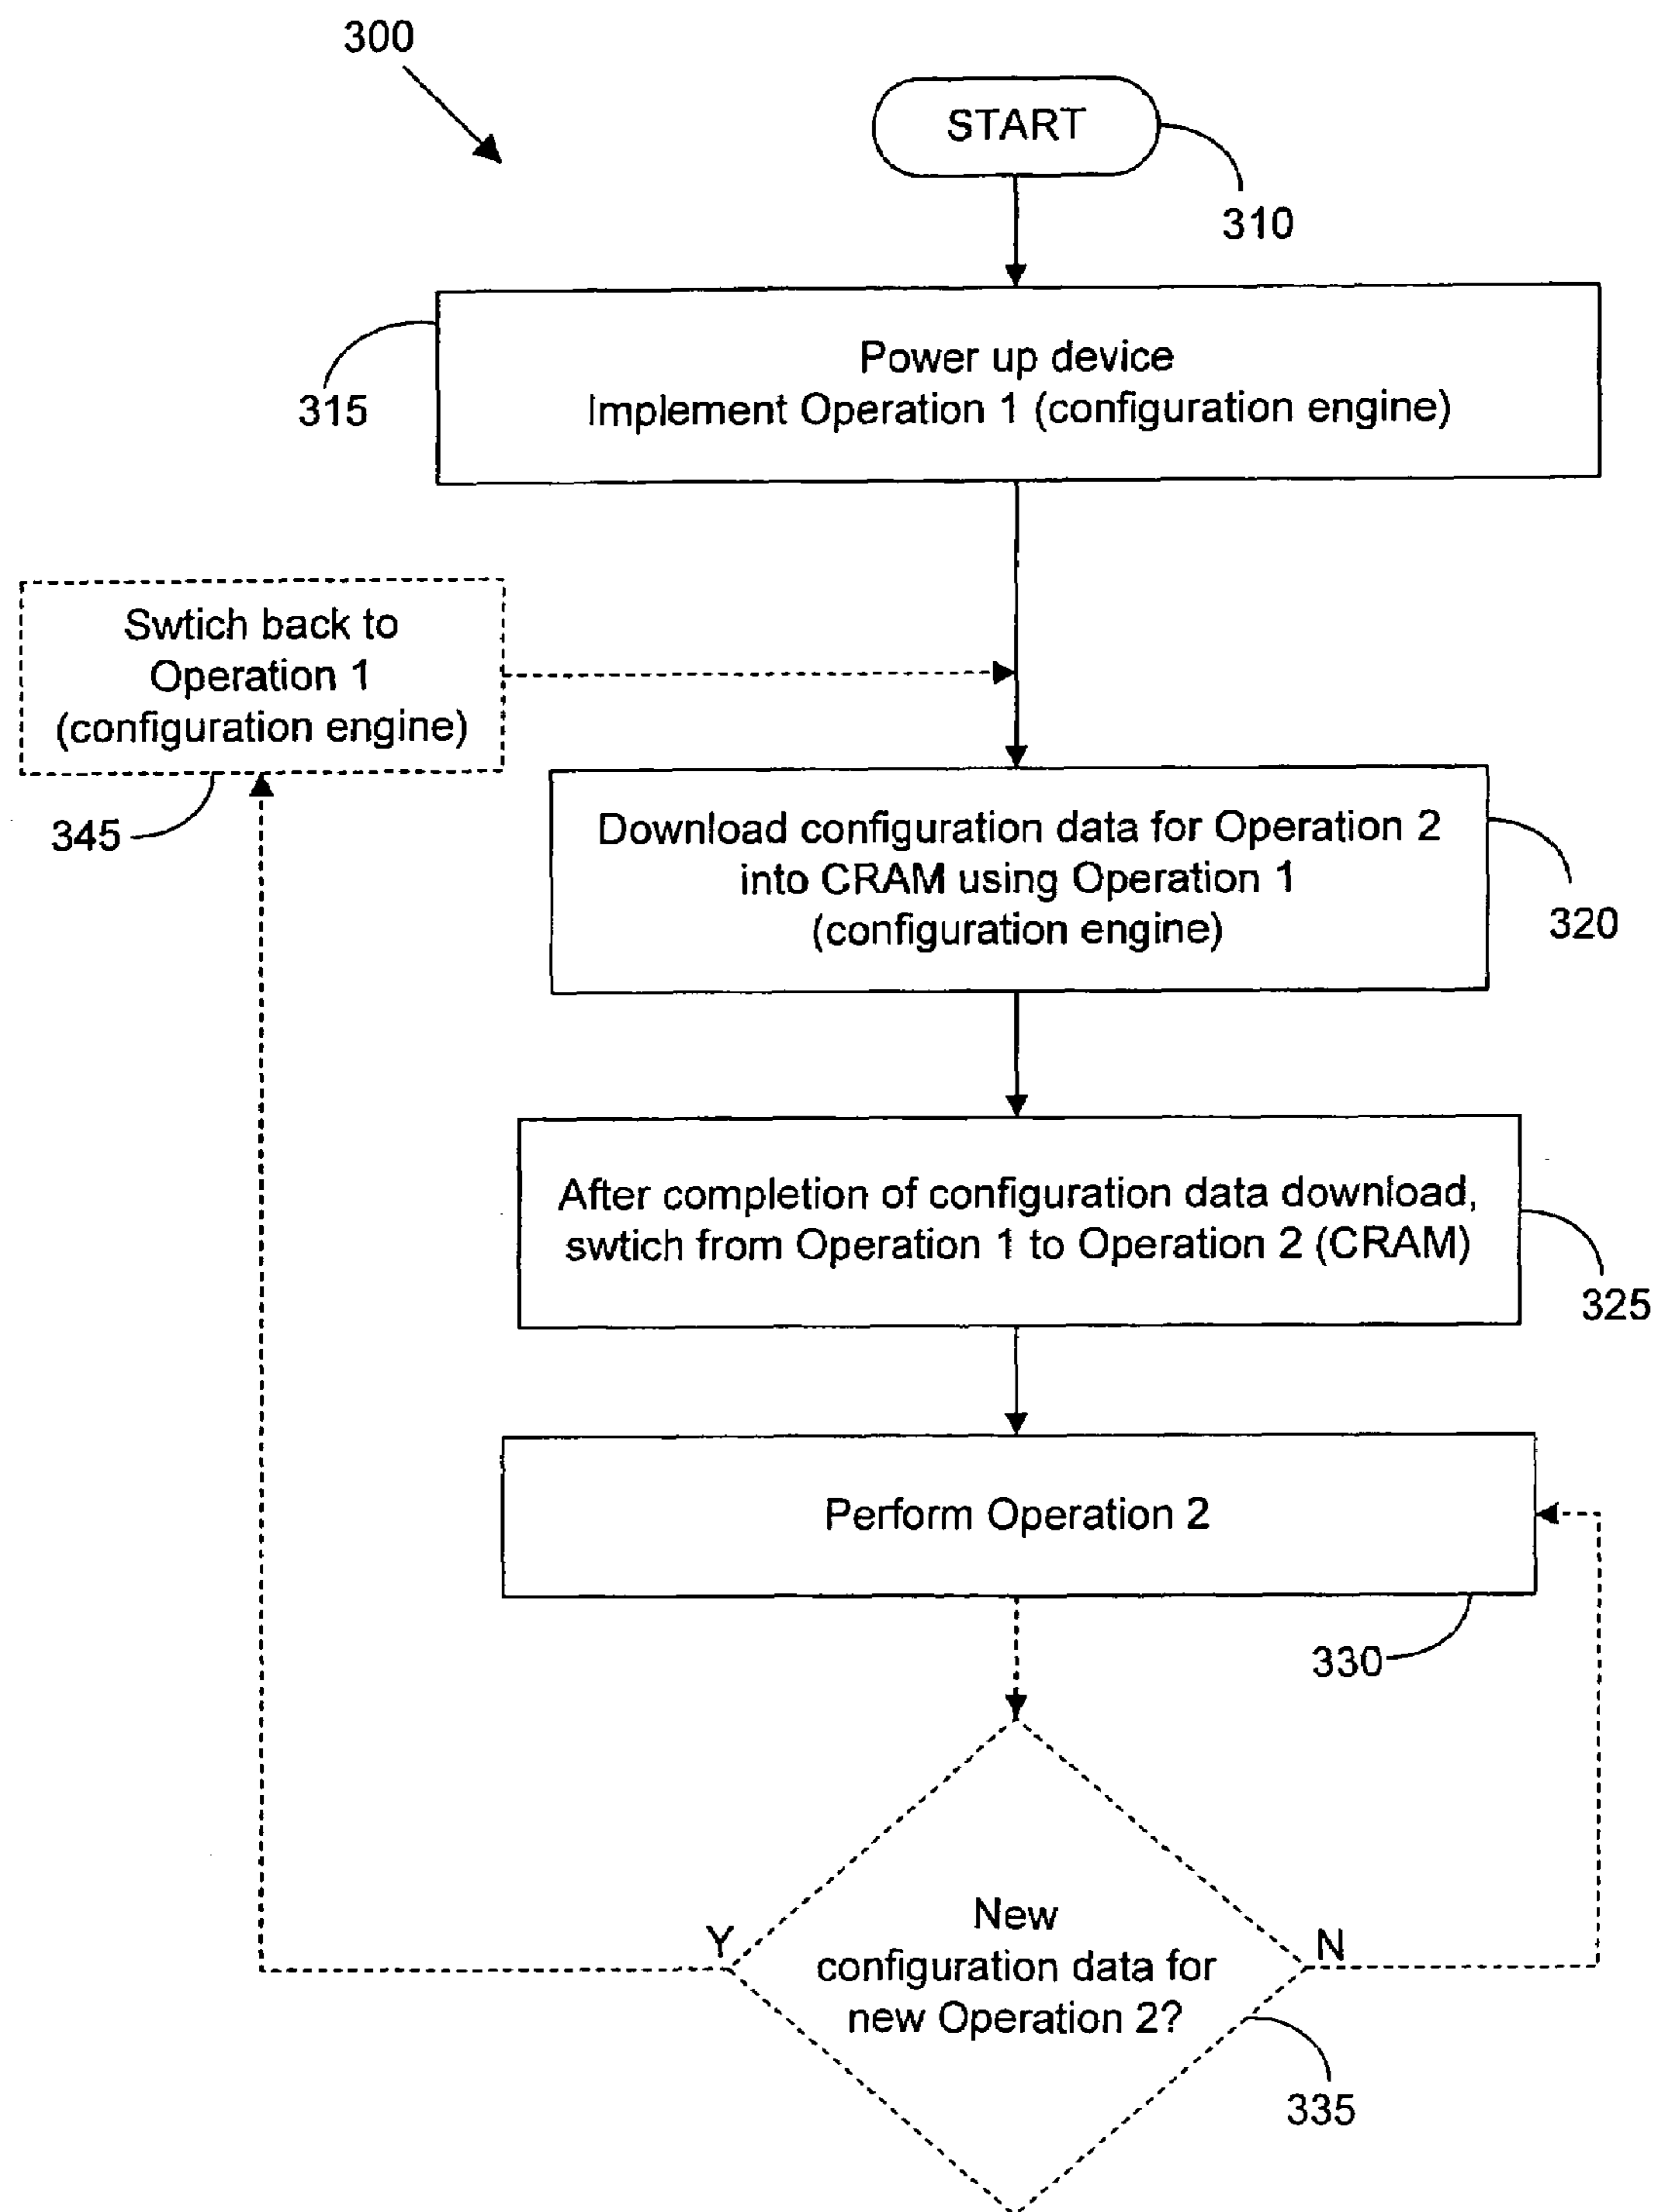 300
START
310
Power up device
Implement Operation 1 (configuration engine)
315
Swtich back to
Operation 1
(configuration engine)
345
Download configuration data for Operation 2
into CRAM using Operation 1
(configuration engine)
320
After completion of configuration data download,
swtich from Operation 1 to Operation 2 (CRAM)
325
Perform Operation 2
330
Y
N
New
configuration data for
new Operation 2?
335